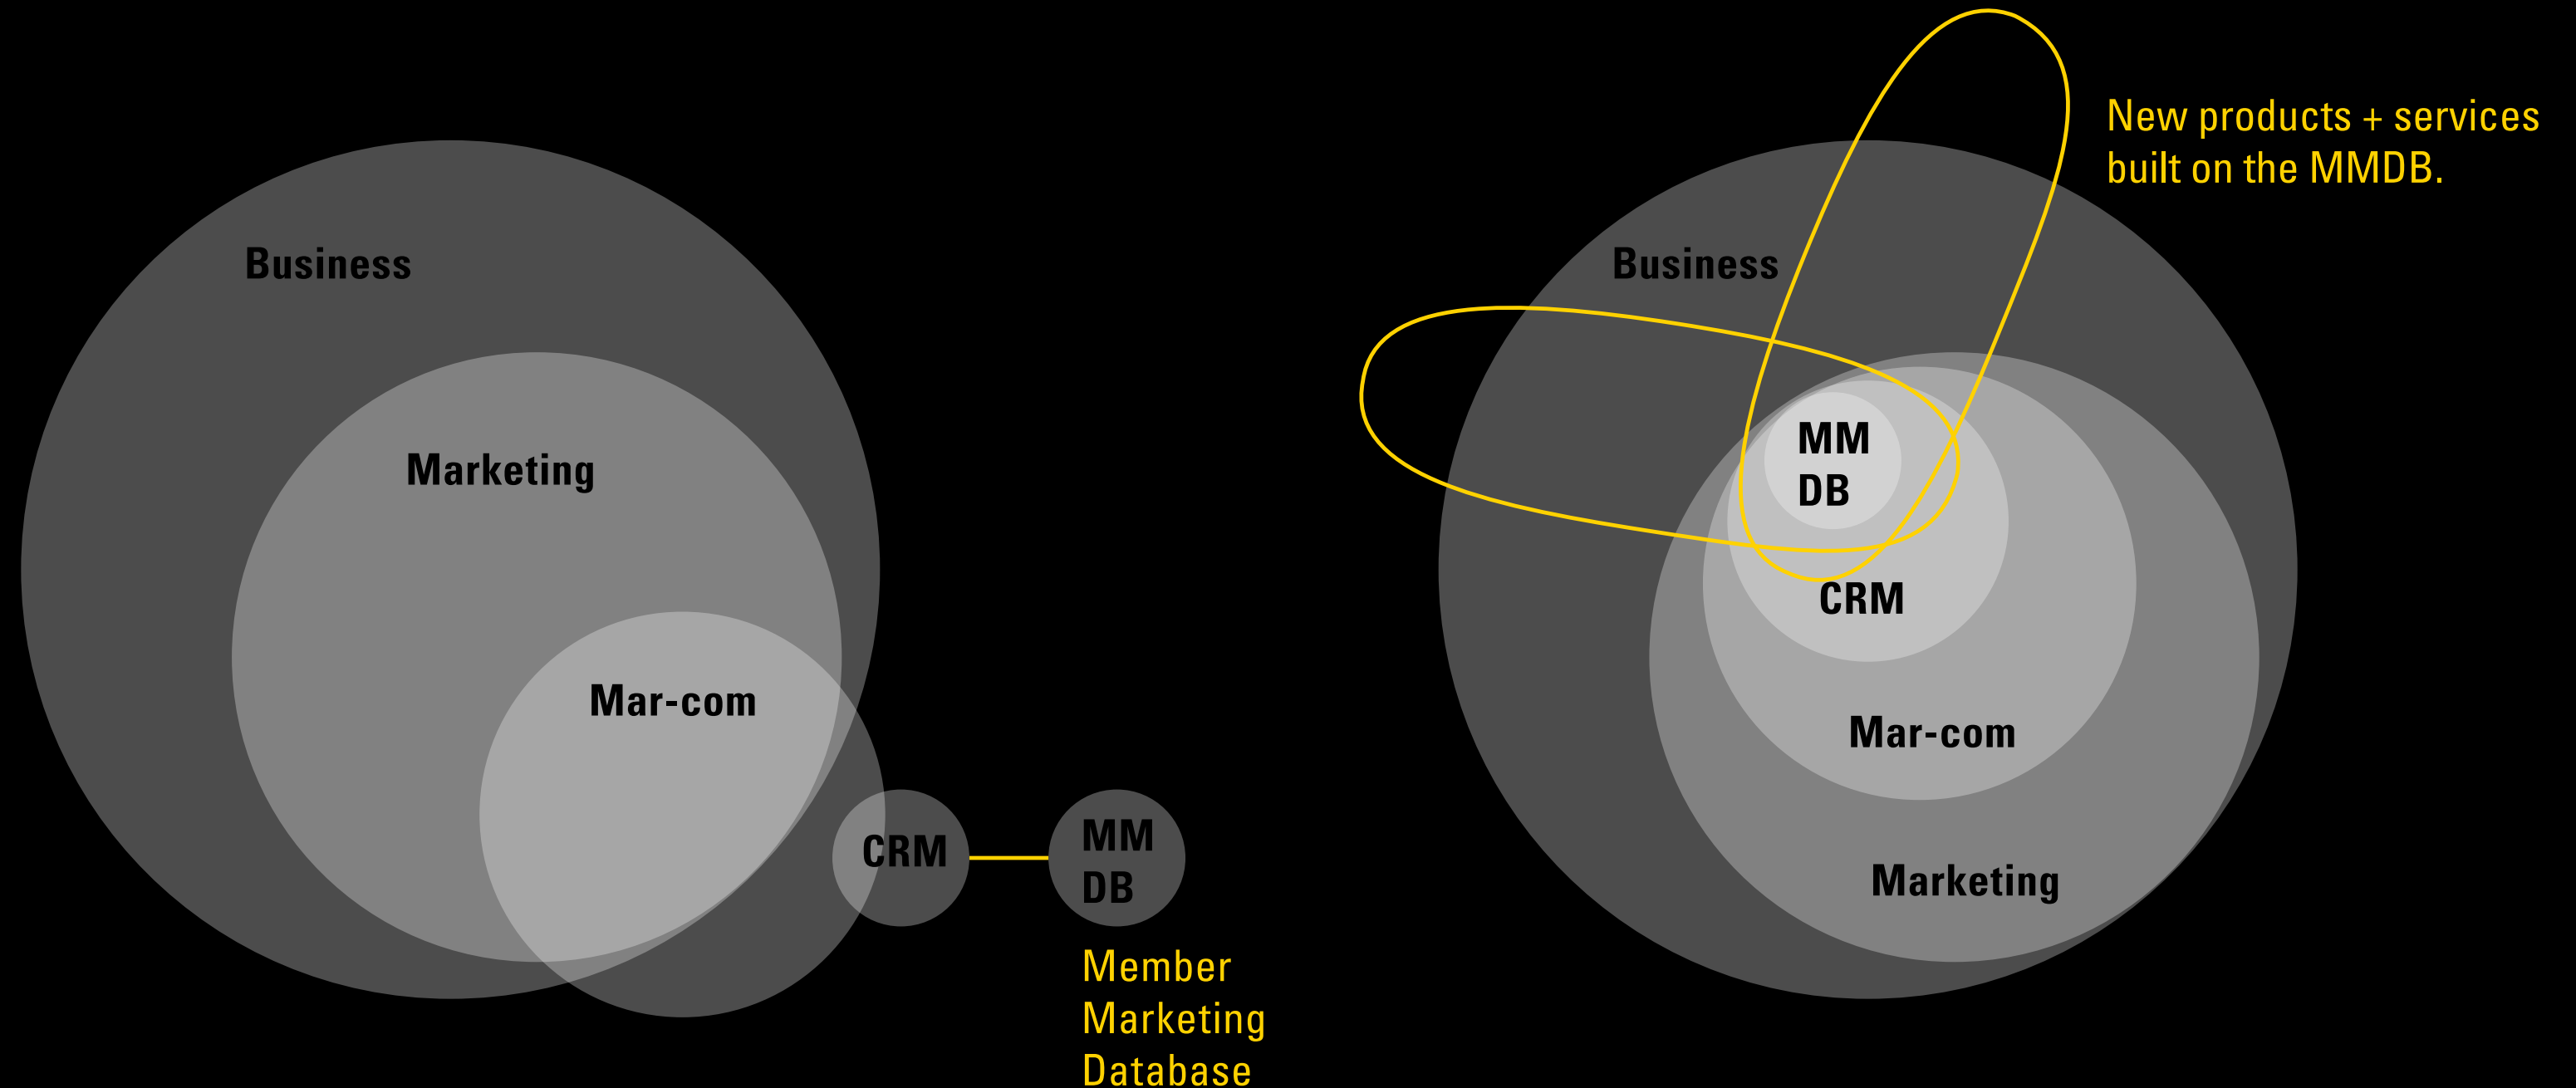 Business
Marketing
Mar-com
CRM
MM
DB
Member
Marketing
Database
New products + services
built on the MMDB.
Business
MM
DB
CRM
Mar-com
Marketing